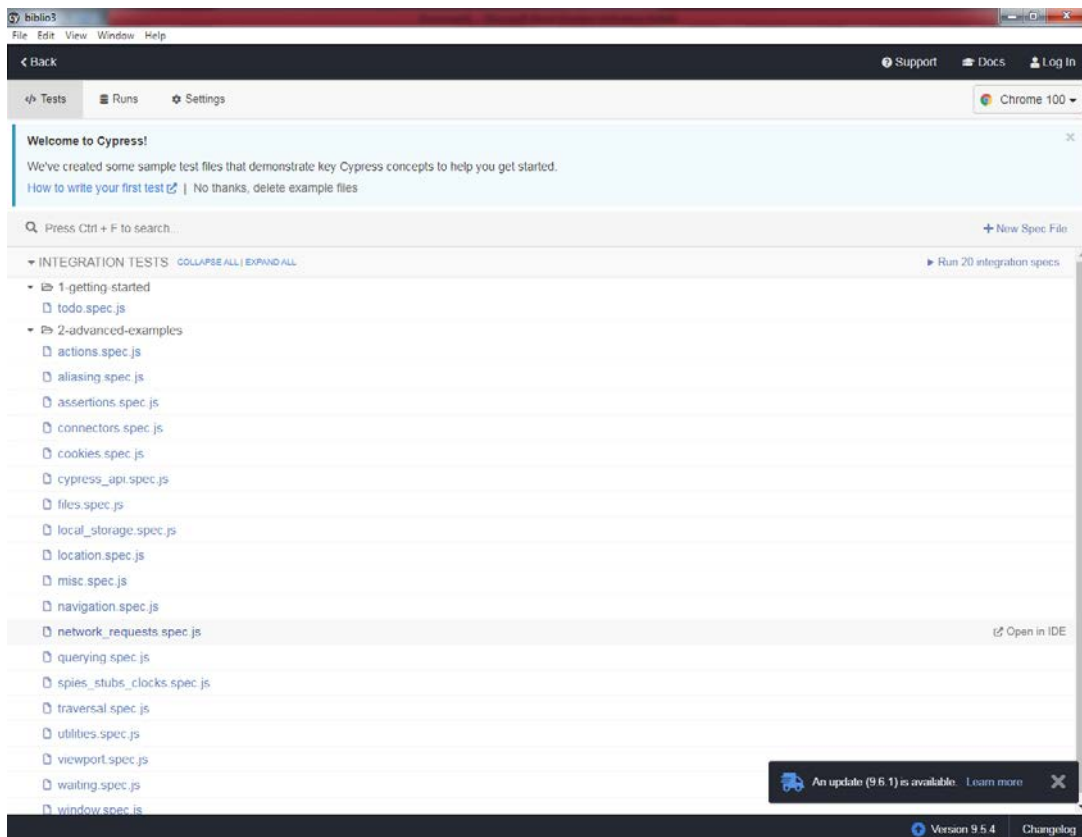 biblio3
File Edit View Window Help
Back Support Docs Log In
Tests Runs Settings Chrome 100
Welcome to Cypress!
We've created some sample test files that demonstrate key Cypress concepts to help you get started.
How to write your first test | No thanks, delete example files
Press Ctrl + F to search... + New Spec File
INTEGRATION TESTS COLLAPSE ALL | EXPAND ALL Run 20 integration specs
1-getting-started
todo.spec.js
2-advanced-examples
actions.spec.js
aliasing.spec.js
assertions.spec.js
connectors.spec.js
cookies.spec.js
cypress_api.spec.js
files.spec.js
local_storage.spec.js
location.spec.js
misc.spec.js
navigation.spec.js
network_requests.spec.js Open in IDE
querying.spec.js
spies_stubs_clocks.spec.js
traversal.spec.js
utilities.spec.js
viewport.spec.js
waiting.spec.js An update (9.6.1) is available. Learn more
window.spec.js
Version 9.5.4 Changelog